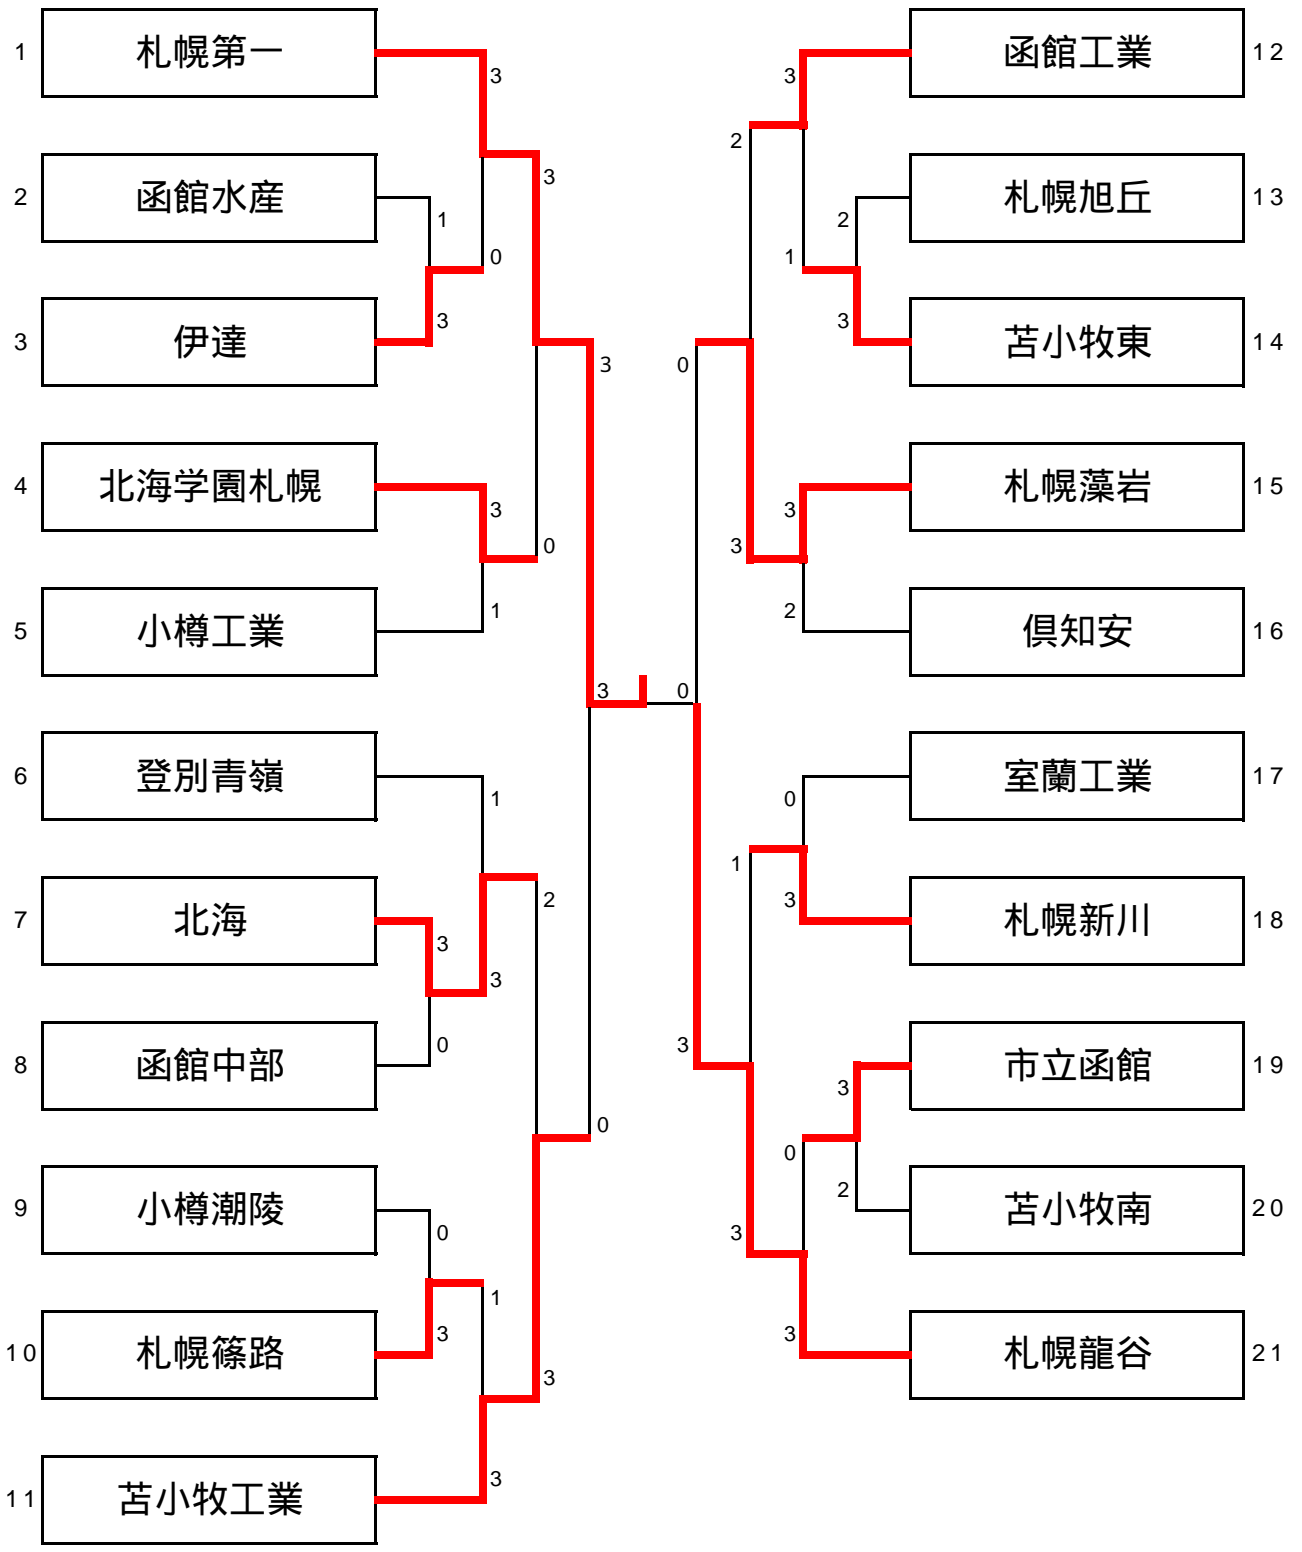 1 札幌第一
3
2 函館水産
1
0
3 伊達
3
3
3
4 北海学園札幌
3
0
5 小樽工業
1
3
6 登別青嶺
1
7 北海
2
3
3
8 函館中部
0
0
9 小樽潮陵
0
1
10 札幌篠路
3
3
11 苫小牧工業
3
函館工業 12
3
2
札幌旭丘 13
2
1
苫小牧東 14
3
0
札幌藻岩 15
3
3
倶知安 16
2
0
室蘭工業 17
0
1
札幌新川 18
3
3
市立函館 19
3
0
苫小牧南 20
2
3
札幌龍谷 21
3